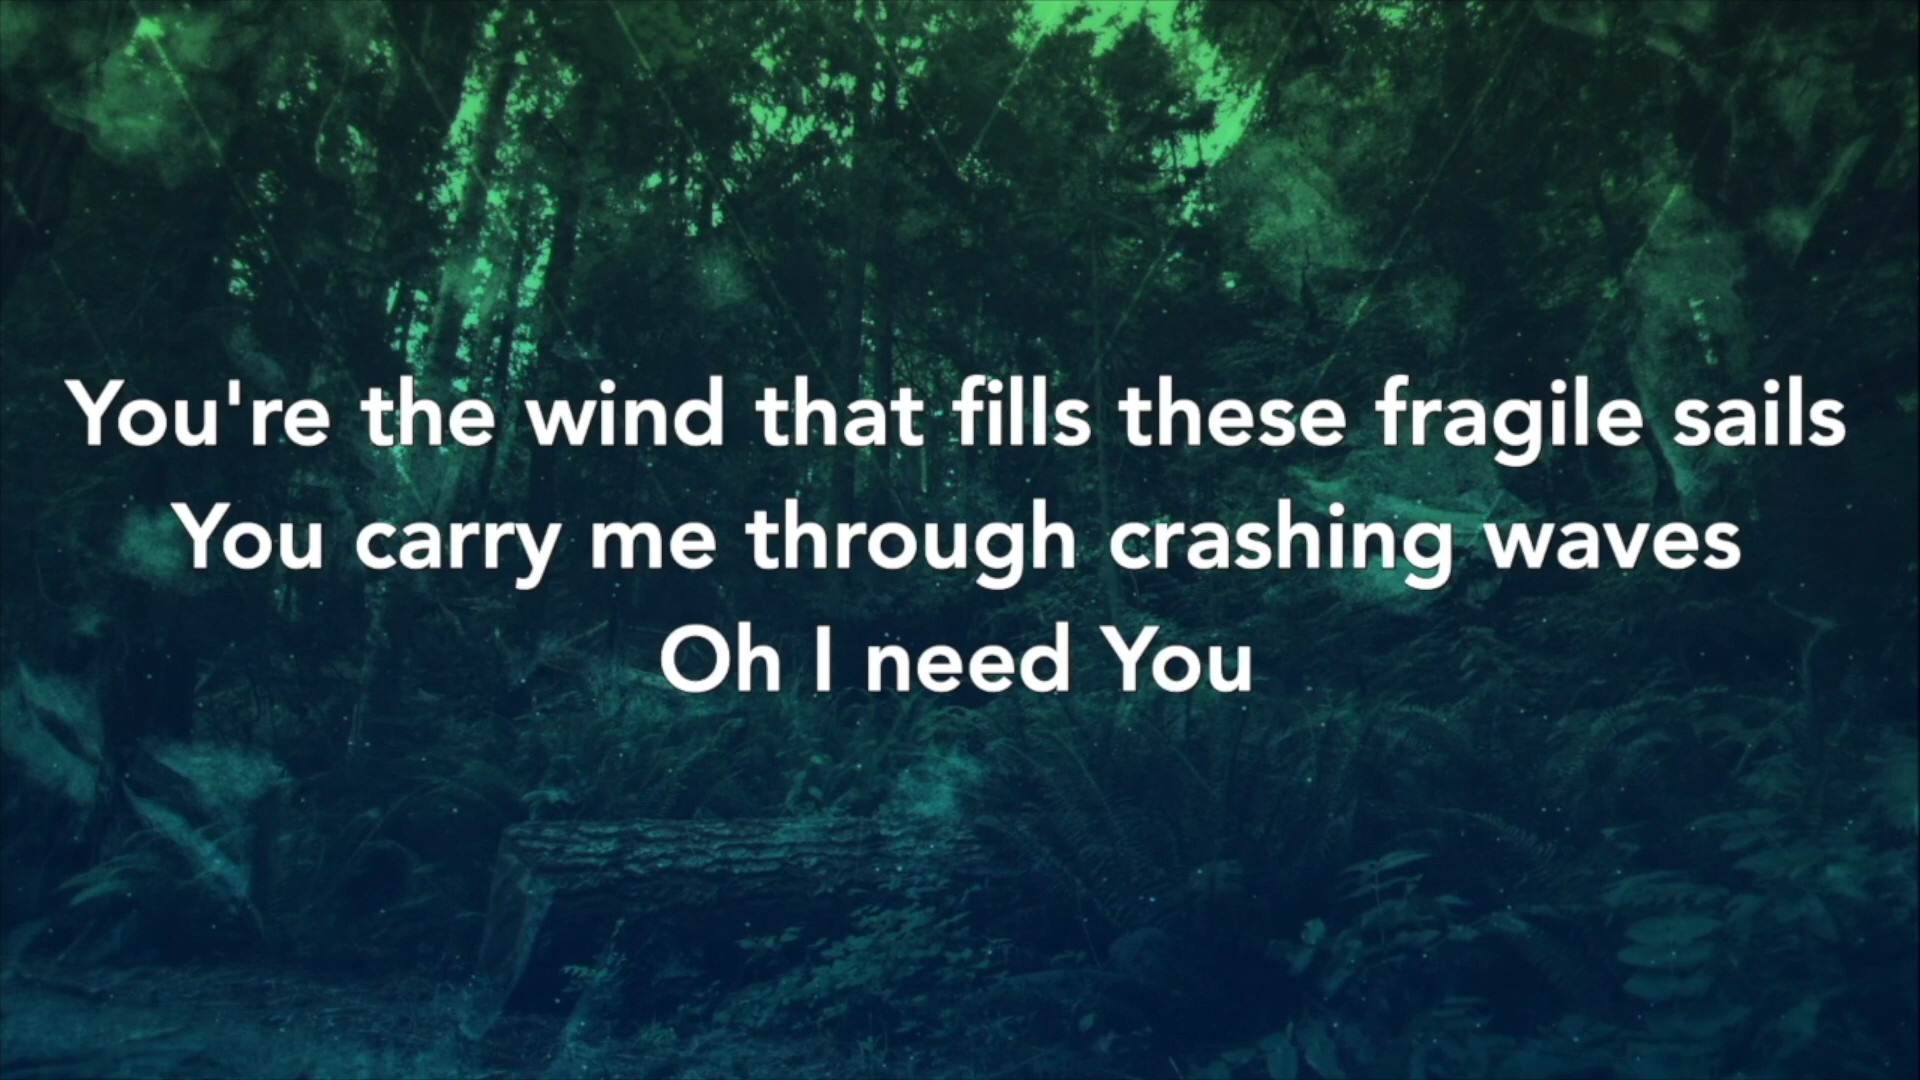 You're the wind that fills these fragile sails
You carry me through crashing waves
Oh I need You